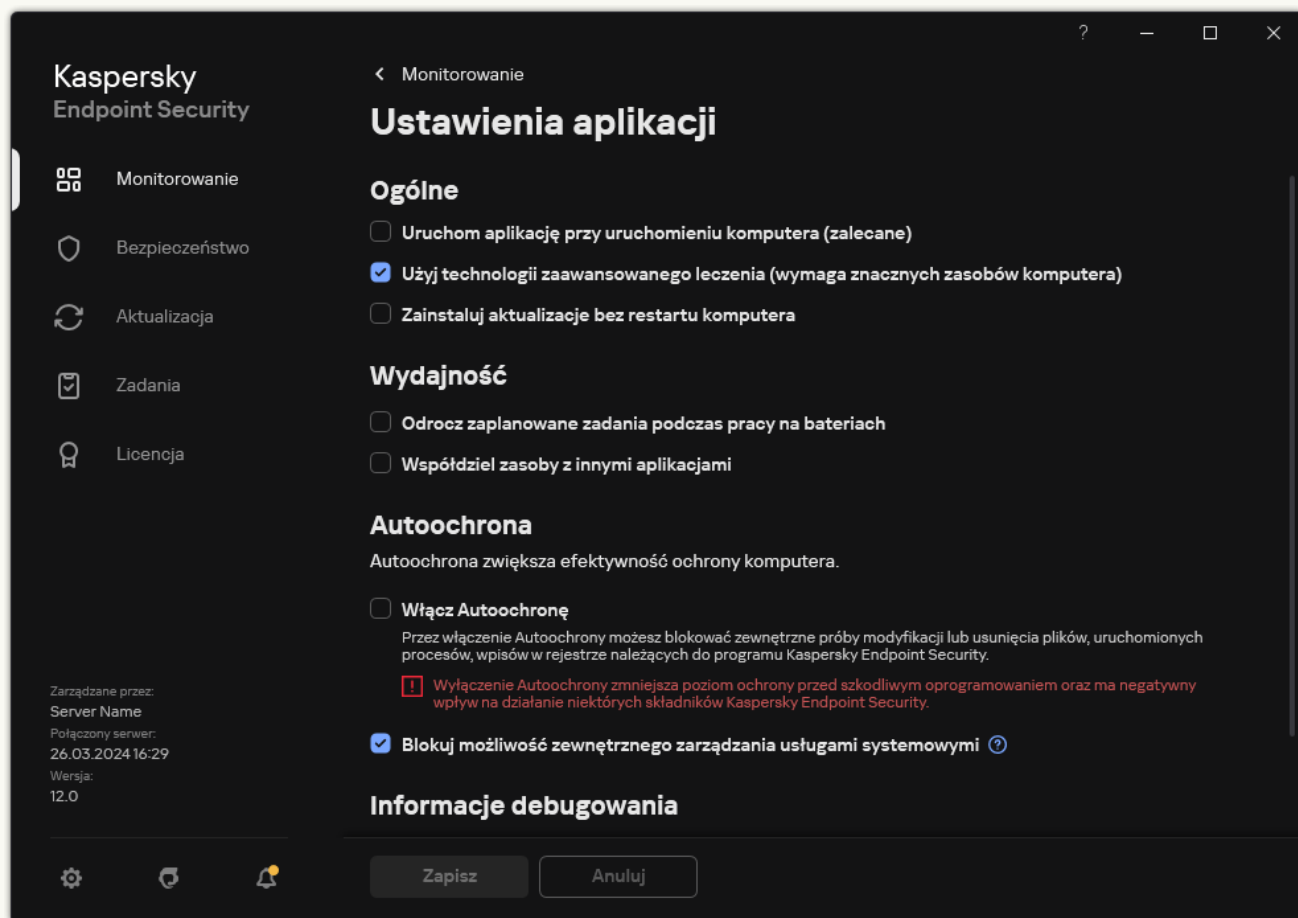 ?
Kaspersky
Endpoint Security
Monitorowanie
Bezpieczeństwo
Aktualizacja
Zadania
Licencja
Zarządzane przez:
Server Name
Połączony serwer:
26.03.2024 16:29
Wersja:
12.0
Monitorowanie
Ustawienia aplikacji
Ogólne
Uruchom aplikację przy uruchomieniu komputera (zalecane)
Użyj technologii zaawansowanego leczenia (wymaga znacznych zasobów komputera)
Zainstaluj aktualizacje bez restartu komputera
Wydajność
Odrocz zaplanowane zadania podczas pracy na bateriach
Współdziel zasoby z innymi aplikacjami
Autoochrona
Autoochrona zwiększa efektywność ochrony komputera.
Włącz Autoochronę
Przez włączenie Autoochrony możesz blokować zewnętrzne próby modyfikacji lub usunięcia plików, uruchomionych
procesów, wpisów w rejestrze należących do programu Kaspersky Endpoint Security.
! Wyłączenie Autoochrony zmniejsza poziom ochrony przed szkodliwym oprogramowaniem oraz ma negatywny
wpływ na działanie niektórych składników Kaspersky Endpoint Security.
Blokuj możliwość zewnętrznego zarządzania usługami systemowymi ?
Informacje debugowania
Zapisz
Anuluj